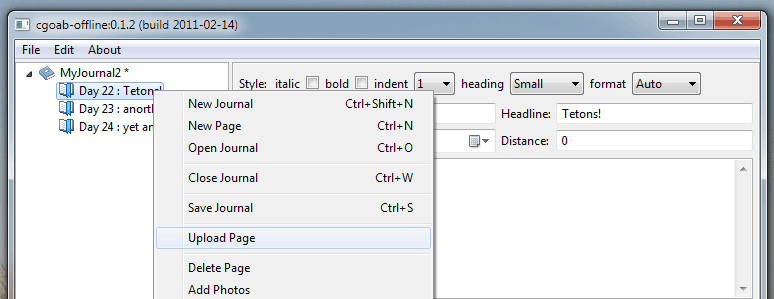 cgoab-offline:0.1.2 (build 2011-02-14)
File Edit About
MyJournal2 *
Style: italic bold indent 1 heading Small format Auto
Day 22 : Tetons!
Headline: Tetons!
Day 23 : anorth
Day 24 : yet an
Distance: 0
New Journal Ctrl+Shift+N
New Page Ctrl+N
Open Journal Ctrl+O
Close Journal Ctrl+W
Save Journal Ctrl+S
Upload Page
Delete Page
Add Photos